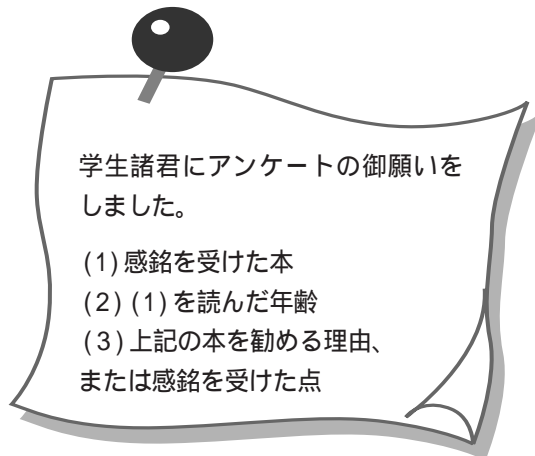 学生諸君にアンケートの御願いを
しました。
(1)感銘を受けた本
(2)(1)を読んだ年齢
(3)上記の本を勧める理由、
または感銘を受けた点